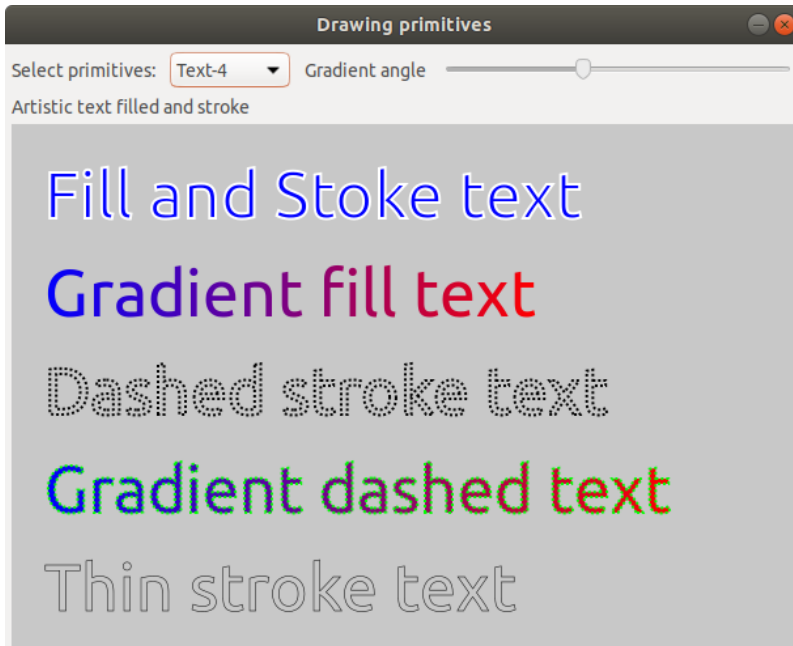 Drawing primitives
Select primitives: Text-4 Gradient angle
Artistic text filled and stroke
Fill and Stoke text
Gradient fill text
Dashed stroke text
Gradient dashed text
Thin stroke text